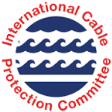 International Cable
Protection Committee